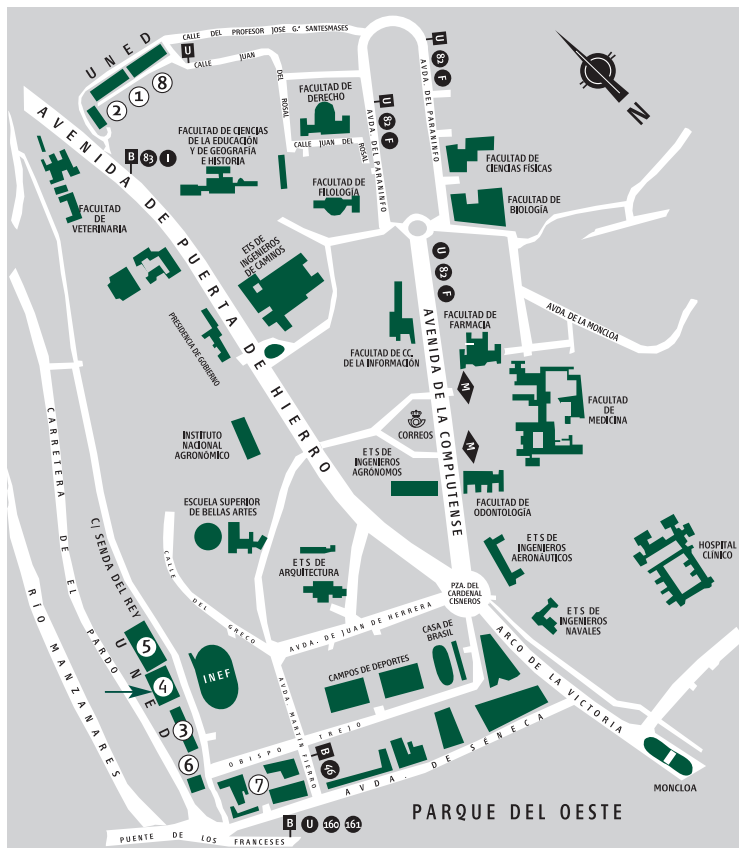 CALLE DEL PROFESOR JOSÉ Gª SANTESMASES
UNED
U
CALLE JUAN DEL ROSAL
2
1
8
U
82
F
AVDA. DEL PARANINFO
N
U
82
F
AVDA. DEL PARANINFO
FACULTAD DE
DERECHO
CALLE JUAN DEL ROSAL
AVENIDA DE PUERTA DE HIERRO
B 83 I
FACULTAD DE CIENCIAS
DE LA EDUCACIÓN
Y DE GEOGRAFÍA
E HISTORIA
FACULTAD DE
CIENCIAS FÍSICAS
FACULTAD DE
FILOLOGÍA
FACULTAD DE
BIOLOGÍA
FACULTAD
DE
VETERINARIA
ETS DE
INGENIEROS
DE CAMINOS
U
82
F
AVENIDA DE LA COMPLUTENSE
AVDA. DE LA MONCLOA
PRESIDENCIA DE GOBIERNO
FACULTAD DE
FARMACIA
FACULTAD DE CC.
DE LA INFORMACIÓN
M
FACULTAD
DE
MEDICINA
CORREOS
M
INSTITUTO
NACIONAL
AGRONÓMICO
E T S DE
INGENIEROS
AGRÓNOMOS
FACULTAD DE
ODONTOLOGÍA
CARRETERA DE EL PARDO
ESCUELA SUPERIOR
DE BELLAS ARTES
C/ SENDA DEL REY
E T S DE
INGENIEROS
AERONÁUTICOS
HOSPITAL
CLÍNICO
E T S DE
ARQUITECTURA
CALLE DEL GRECO
PZA. DEL
CARDENAL
CISNEROS
RÍO MANZANARES
E T S DE
INGENIEROS
NAVALES
AVDA. DE JUAN DE HERRERA
CASA DE
BRASIL
ARCO DE LA VICTORIA
UNED
5
4
3
6
INEF
CAMPOS DE DEPORTES
AVDA. MARTIN FIERRO
OBISPO TREJO
B
46
7
AVDA. DE SÉNECA
MONCLOA
PARQUE DEL OESTE
B U 160 161
PUENTE DE LOS FRANCESES